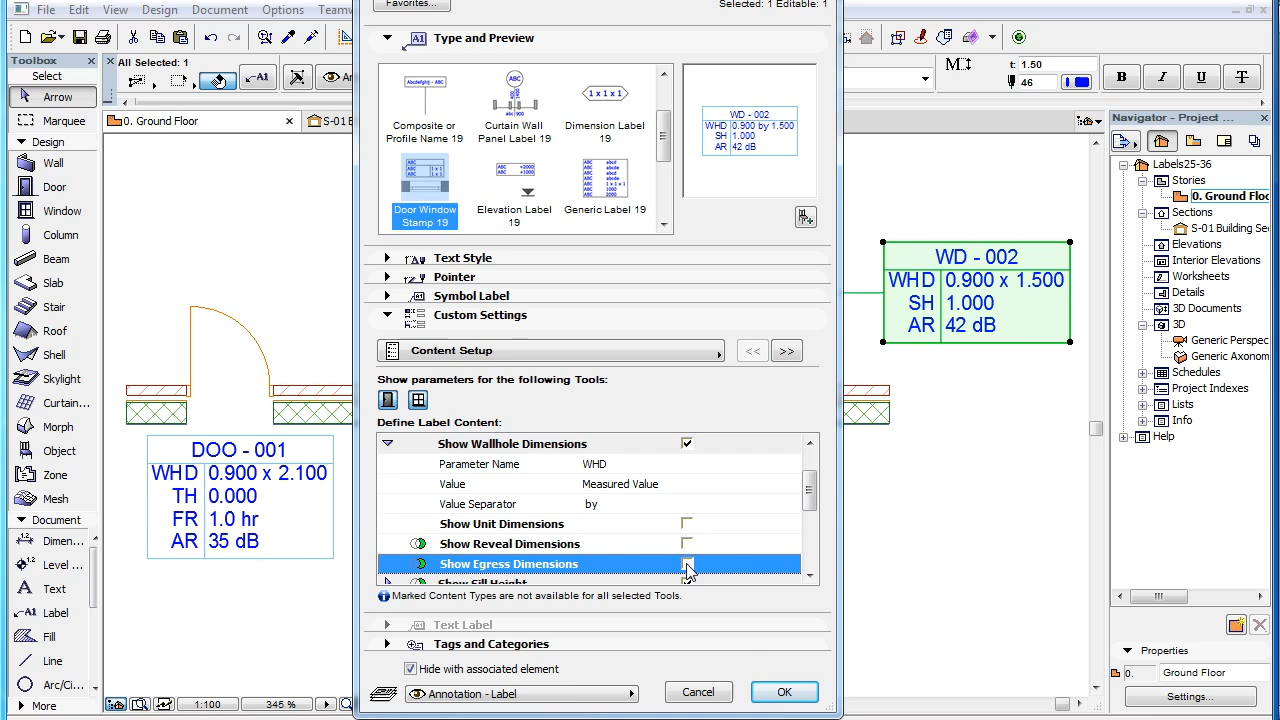 File Edit View Design Document Options Teamw
Favorites...
Selected: 1 Editable: 1
Toolbox
Select
Arrow
Marquee
Design
Wall
Door
Window
Column
Beam
Slab
Stair
Roof
Shell
Skylight
Curtain...
Morph
Object
Zone
Mesh
Document
Dimen...
Level ...
Text
Label
Fill
Line
Arc/Ci...
More
All Selected: 1
A1
An
0. Ground Floor
S-01 B
DOO - 001
WHD 0.900 x 2.100
TH 0.000
FR 1.0 hr
AR 35 dB
1:100
345 %
Type and Preview
Composite or Profile Name 19
Curtain Wall Panel Label 19
Dimension Label 19
Door Window Stamp 19
Elevation Label 19
Generic Label 19
WD - 002
WHD 0.900 by 1.500
SH 1.000
AR 42 dB
Text Style
Pointer
Symbol Label
Custom Settings
Content Setup
<< >>
Show parameters for the following Tools:
Define Label Content:
Show Wallhole Dimensions
Parameter Name WHD
Value Measured Value
Value Separator by
Show Unit Dimensions
Show Reveal Dimensions
Show Egress Dimensions
Show Sill Height
Marked Content Types are not available for all selected Tools.
Text Label
Tags and Categories
Hide with associated element
Annotation - Label
Cancel
OK
t: 1.50
46
B I U T
WD - 002
WHD 0.900 x 1.500
SH 1.000
AR 42 dB
Navigator - Project ...
Labels25-36
Stories
0. Ground Floo
Sections
S-01 Building Se
Elevations
Interior Elevations
Worksheets
Details
3D Documents
3D
Generic Perspec
Generic Axonom
Schedules
Project Indexes
Lists
Info
Help
Properties
0. Ground Floor
Settings...